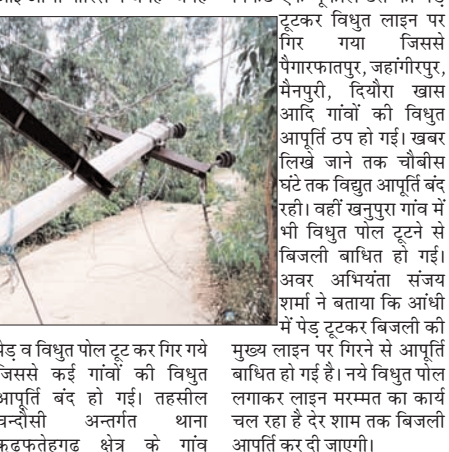 पेड़ व विधुत पोल टूट कर गिर गये
जिससे कई गांवों की विधुत
आपूर्ति बंद हो गई। तहसील
चन्दौसी अन्तर्गत थाना
कुढफतेहगढ़ क्षेत्र के गांव
टूटकर विधुत लाइन पर
गिर गया जिससे
पैगारफातपुर, जहांगीरपुर,
मैनपुरी, दियौरा खास
आदि गांवों की विधुत
आपूर्ति ठप हो गई। खबर
लिखे जाने तक चौबीस
घंटे तक विद्युत आपूर्ति बंद
रही। वहीं खनुपुरा गांव में
भी विधुत पोल टूटने से
बिजली बाधित हो गई।
अवर अभियंता संजय
शर्मा ने बताया कि आंधी
में पेड़ टूटकर बिजली की
मुख्य लाइन पर गिरने से आपूर्ति
बाधित हो गई है। नये विधुत पोल
लगाकर लाइन मरम्मत का कार्य
चल रहा है देर शाम तक बिजली
आपूर्ति कर दी जाएगी।